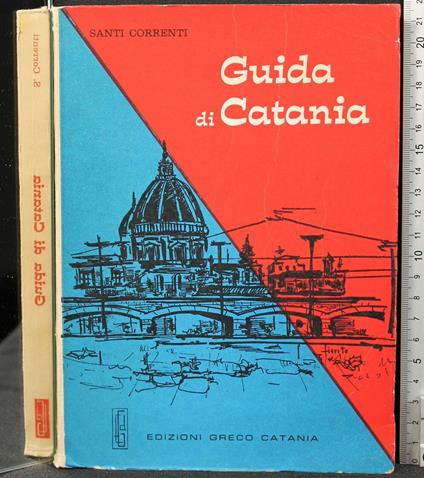 SANTI CORRENTI
Guida
di Catania
EDIZIONI GRECO CATANIA
S. Correnti
Guida di Catania